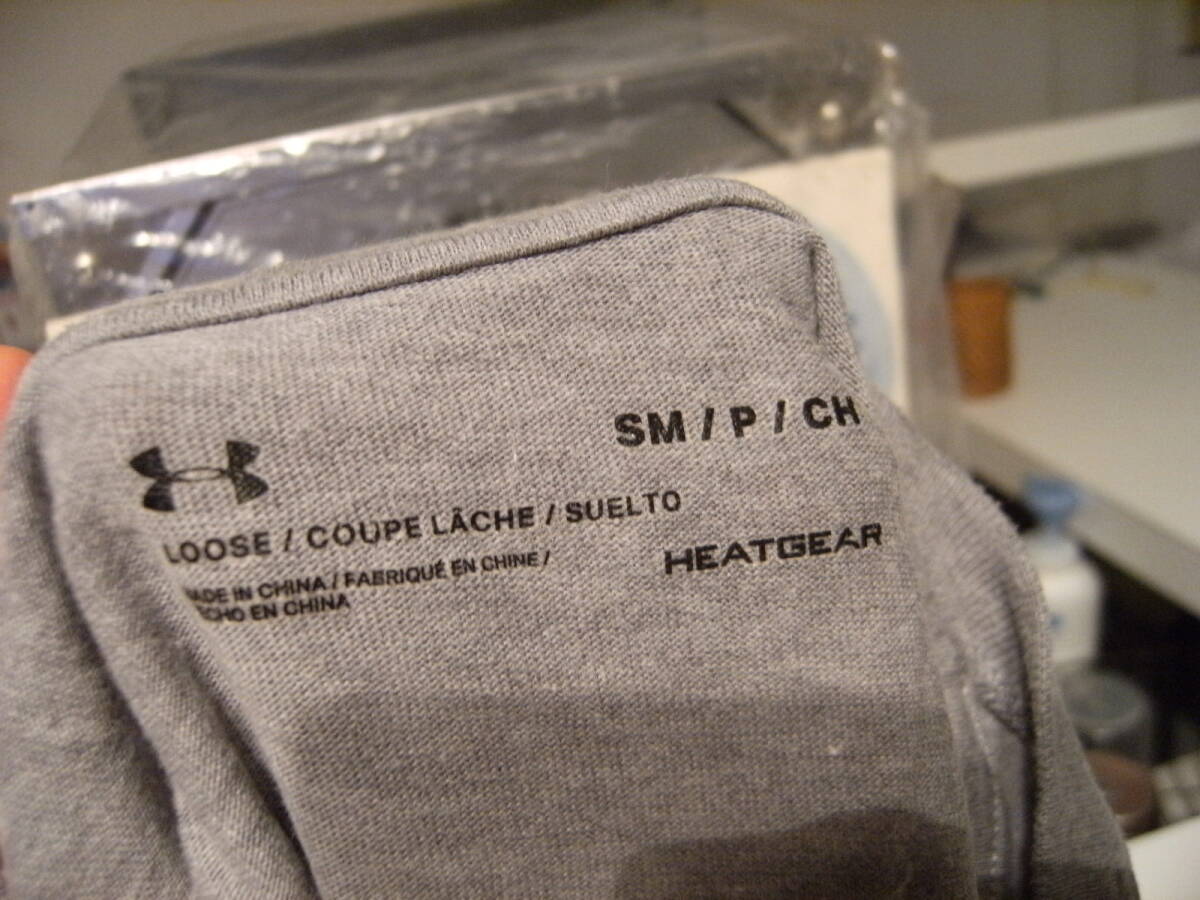 SM / P / CH
LOOSE / COUPE LÂCHE / SUELTO
HEATGEAR
MADE IN CHINA / FABRIQUÉ EN CHINE /
HECHO EN CHINA